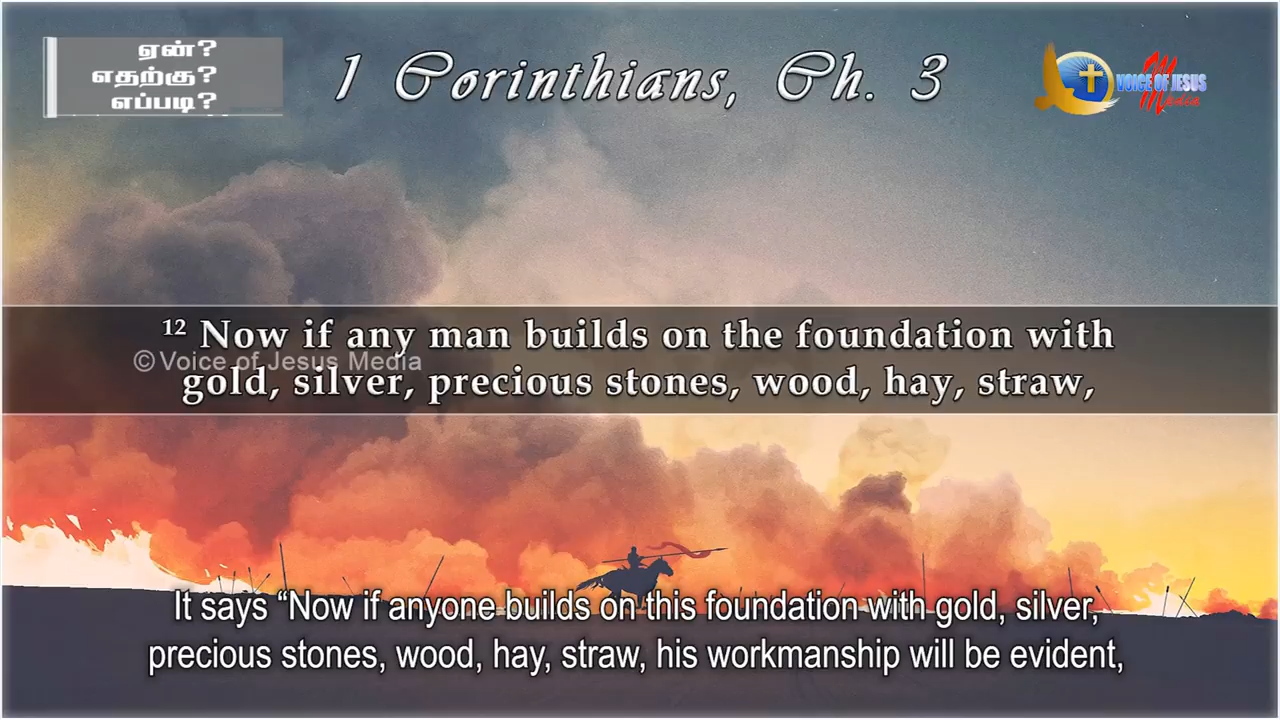 ஏன்?
எதற்கு?
எப்படி?
1 Corinthians, Ch. 3
VOICE OF JESUS
Media
12 Now if any man builds on the foundation with
© Voice of Jesus Media
gold, silver, precious stones, wood, hay, straw,
It says “Now if anyone builds on this foundation with gold, silver,
precious stones, wood, hay, straw, his workmanship will be evident,